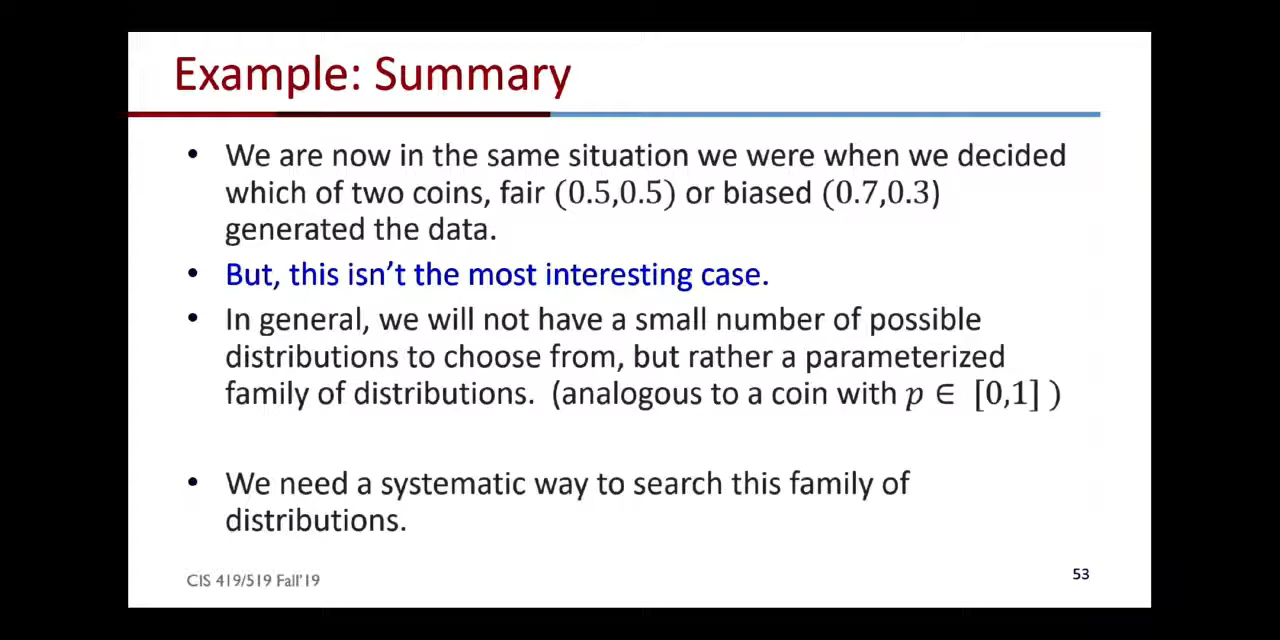 Example: Summary
• We are now in the same situation we were when we decided
which of two coins, fair (0.5,0.5) or biased (0.7,0.3)
generated the data.
• But, this isn’t the most interesting case.
• In general, we will not have a small number of possible
distributions to choose from, but rather a parameterized
family of distributions. (analogous to a coin with p ∈ [0,1] )
• We need a systematic way to search this family of
distributions.
CIS 419/519 Fall’19
53